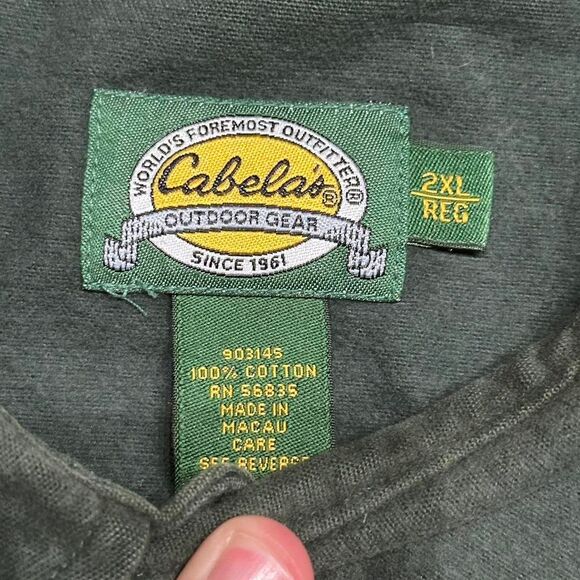 WORLD'S FOREMOST OUTFITTER®
Cabela's®
OUTDOOR GEAR
SINCE 1961
2XL
REG
903145
100% COTTON
RN 56835
MADE IN
MACAU
CARE
SEE REVERSE